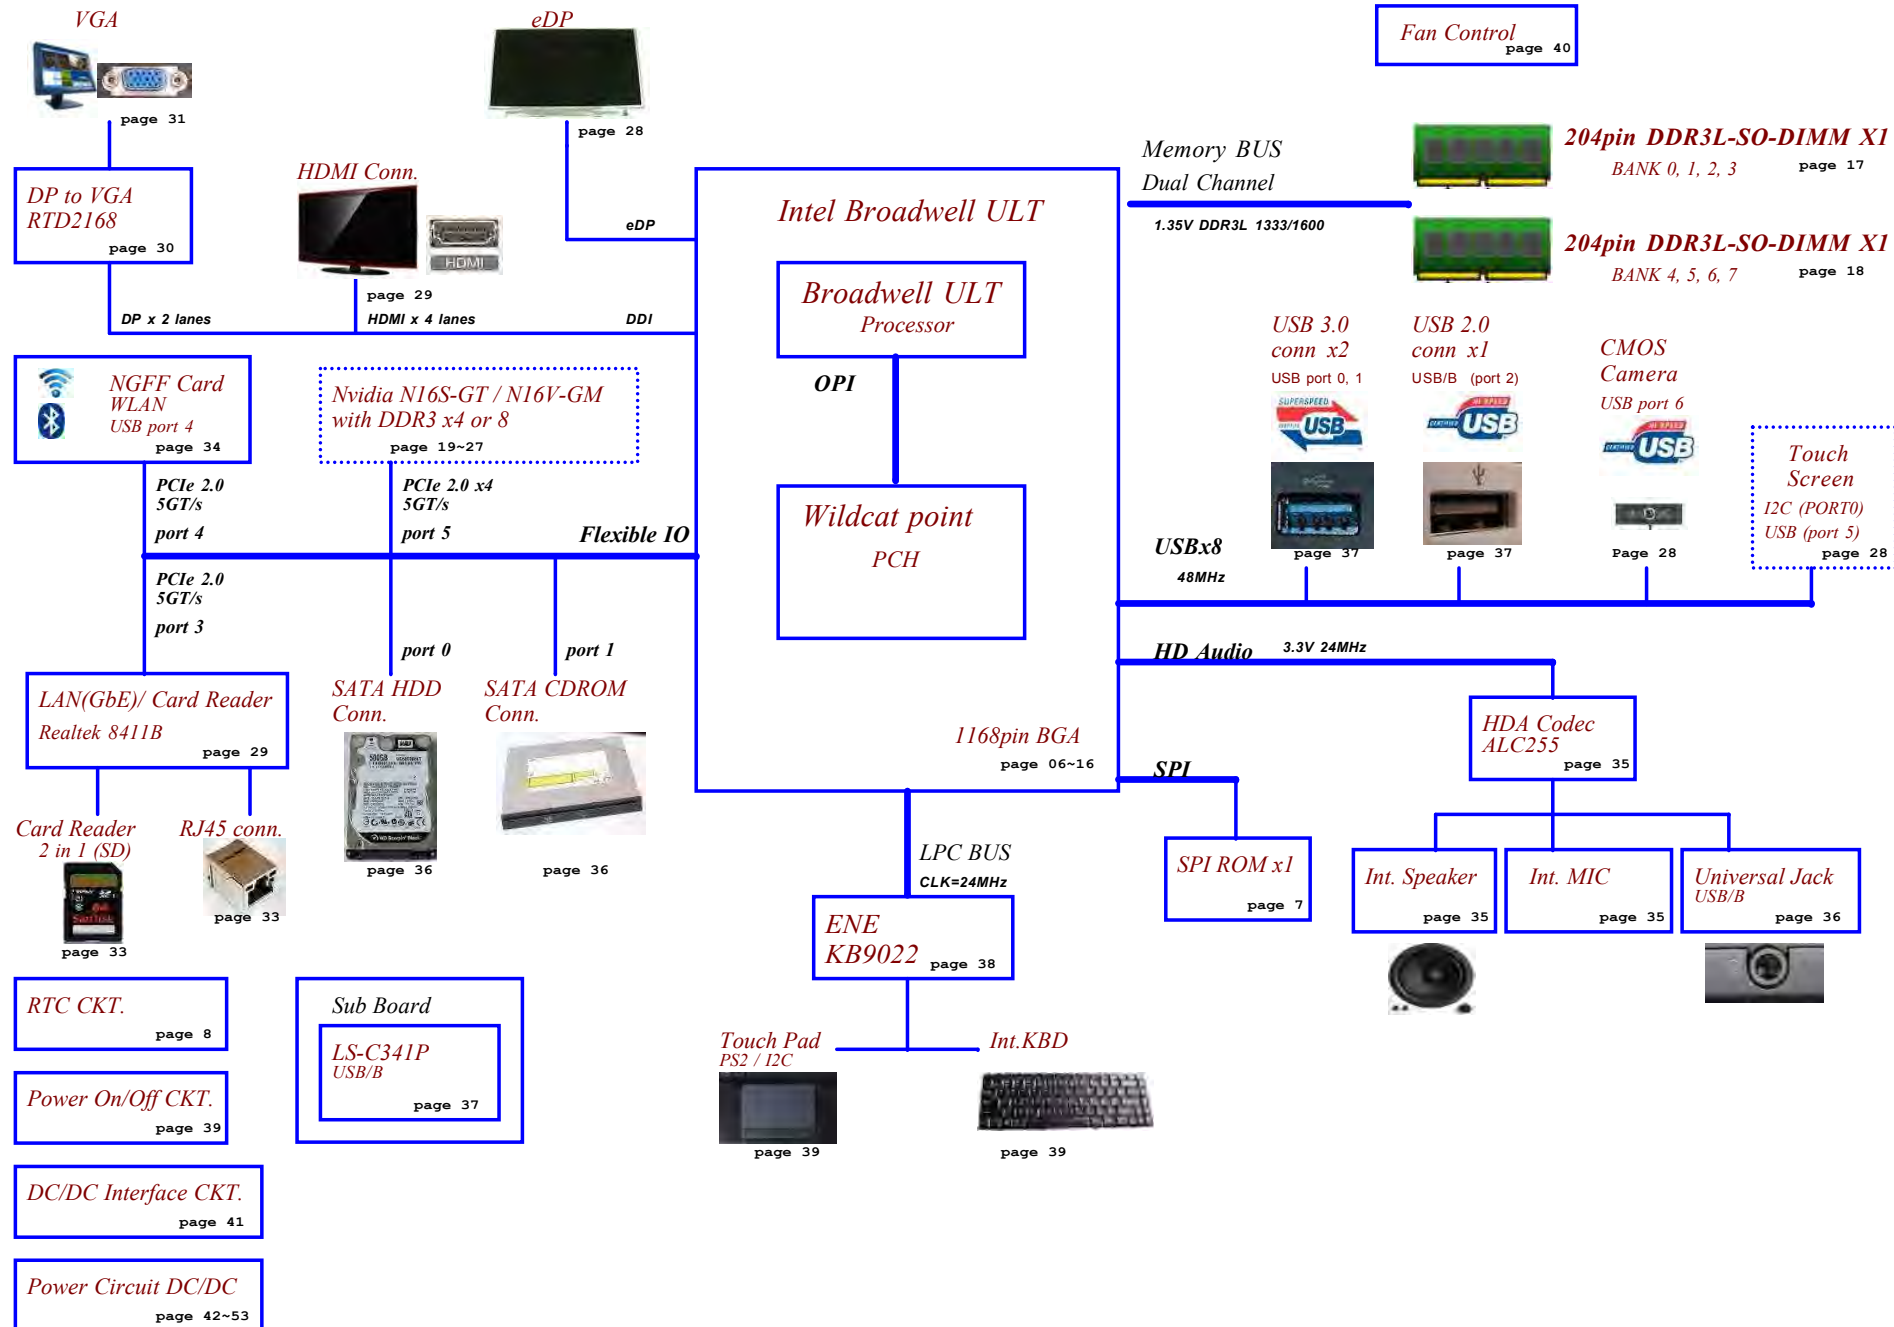 VGA
page 31
eDP
page 28
Fan Control
page 40
DP to VGA
RTD2168
page 30
HDMI Conn.
HDMI
page 29
eDP
DP x 2 lanes
HDMI x 4 lanes
DDI
Intel Broadwell ULT
Broadwell ULT
Processor
OPI
Wildcat point
PCH
1168pin BGA
page 06~16
Memory BUS
Dual Channel
1.35V DDR3L 1333/1600
204pin DDR3L-SO-DIMM X1
BANK 0, 1, 2, 3
page 17
204pin DDR3L-SO-DIMM X1
BANK 4, 5, 6, 7
page 18
NGFF Card
WLAN
USB port 4
page 34
Nvidia N16S-GT / N16V-GM
with DDR3 x4 or 8
page 19~27
PCIe 2.0
5GT/s
port 4
PCIe 2.0 x4
5GT/s
port 5
Flexible IO
PCIe 2.0
5GT/s
port 3
port 0
port 1
USB 3.0
conn x2
USB port 0, 1
SUPERSPEED
USB
page 37
USB 2.0
conn x1
USB/B (port 2)
HI-SPEED
USB
page 37
CMOS
Camera
USB port 6
HI-SPEED
USB
Page 28
Touch
Screen
I2C (PORT0)
USB (port 5)
page 28
USBx8
48MHz
HD Audio
3.3V 24MHz
SPI
LAN(GbE)/ Card Reader
Realtek 8411B
page 29
SATA HDD
Conn.
page 36
SATA CDROM
Conn.
page 36
Card Reader
2 in 1 (SD)
page 33
RJ45 conn.
page 33
HDA Codec
ALC255
page 35
LPC BUS
CLK=24MHz
SPI ROM x1
page 7
Int. Speaker
page 35
Int. MIC
page 35
Universal Jack
USB/B
page 36
ENE
KB9022
page 38
Touch Pad
PS2 / I2C
page 39
Int.KBD
page 39
RTC CKT.
page 8
Sub Board
LS-C341P
USB/B
page 37
Power On/Off CKT.
page 39
DC/DC Interface CKT.
page 41
Power Circuit DC/DC
page 42~53